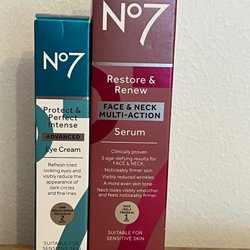 No7
Protect &
Perfect
Intense
ADVANCED
Eye Cream
Refresh tired
looking eyes and
visibly reduce the
appearance of
dark circles and
fine lines
2
SUITABLE FOR
SENSITIVE SKIN
No7
Restore &
Renew
FACE & NECK
MULTI-ACTION
Serum
Clinically proven
5 age-defying results for
FACE & NECK:
Noticeably firmer skin
Visibly reduced wrinkles
A more even skin tone
Neck looks visibly smoother
and feels noticeably firmer
1
SUITABLE FOR
SENSITIVE SKIN